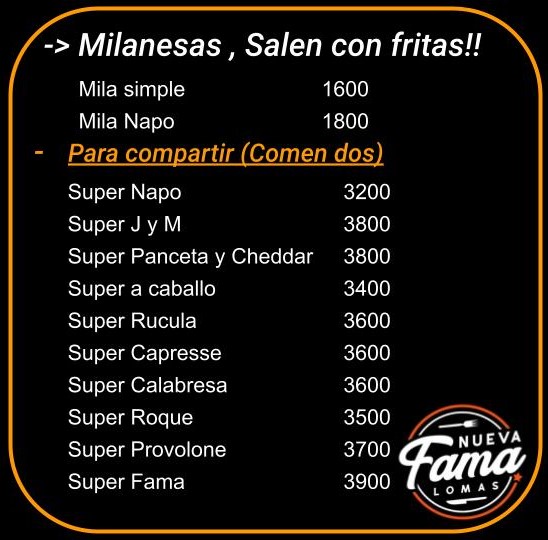 -> Milanesas , Salen con fritas!!
Mila simple 1600
Mila Napo 1800
- Para compartir (Comen dos)
Super Napo 3200
Super J y M 3800
Super Panceta y Cheddar 3800
Super a caballo 3400
Super Rucula 3600
Super Capresse 3600
Super Calabresa 3600
Super Roque 3500
Super Provolone 3700
Super Fama 3900
NUEVA
Fama
LOMAS